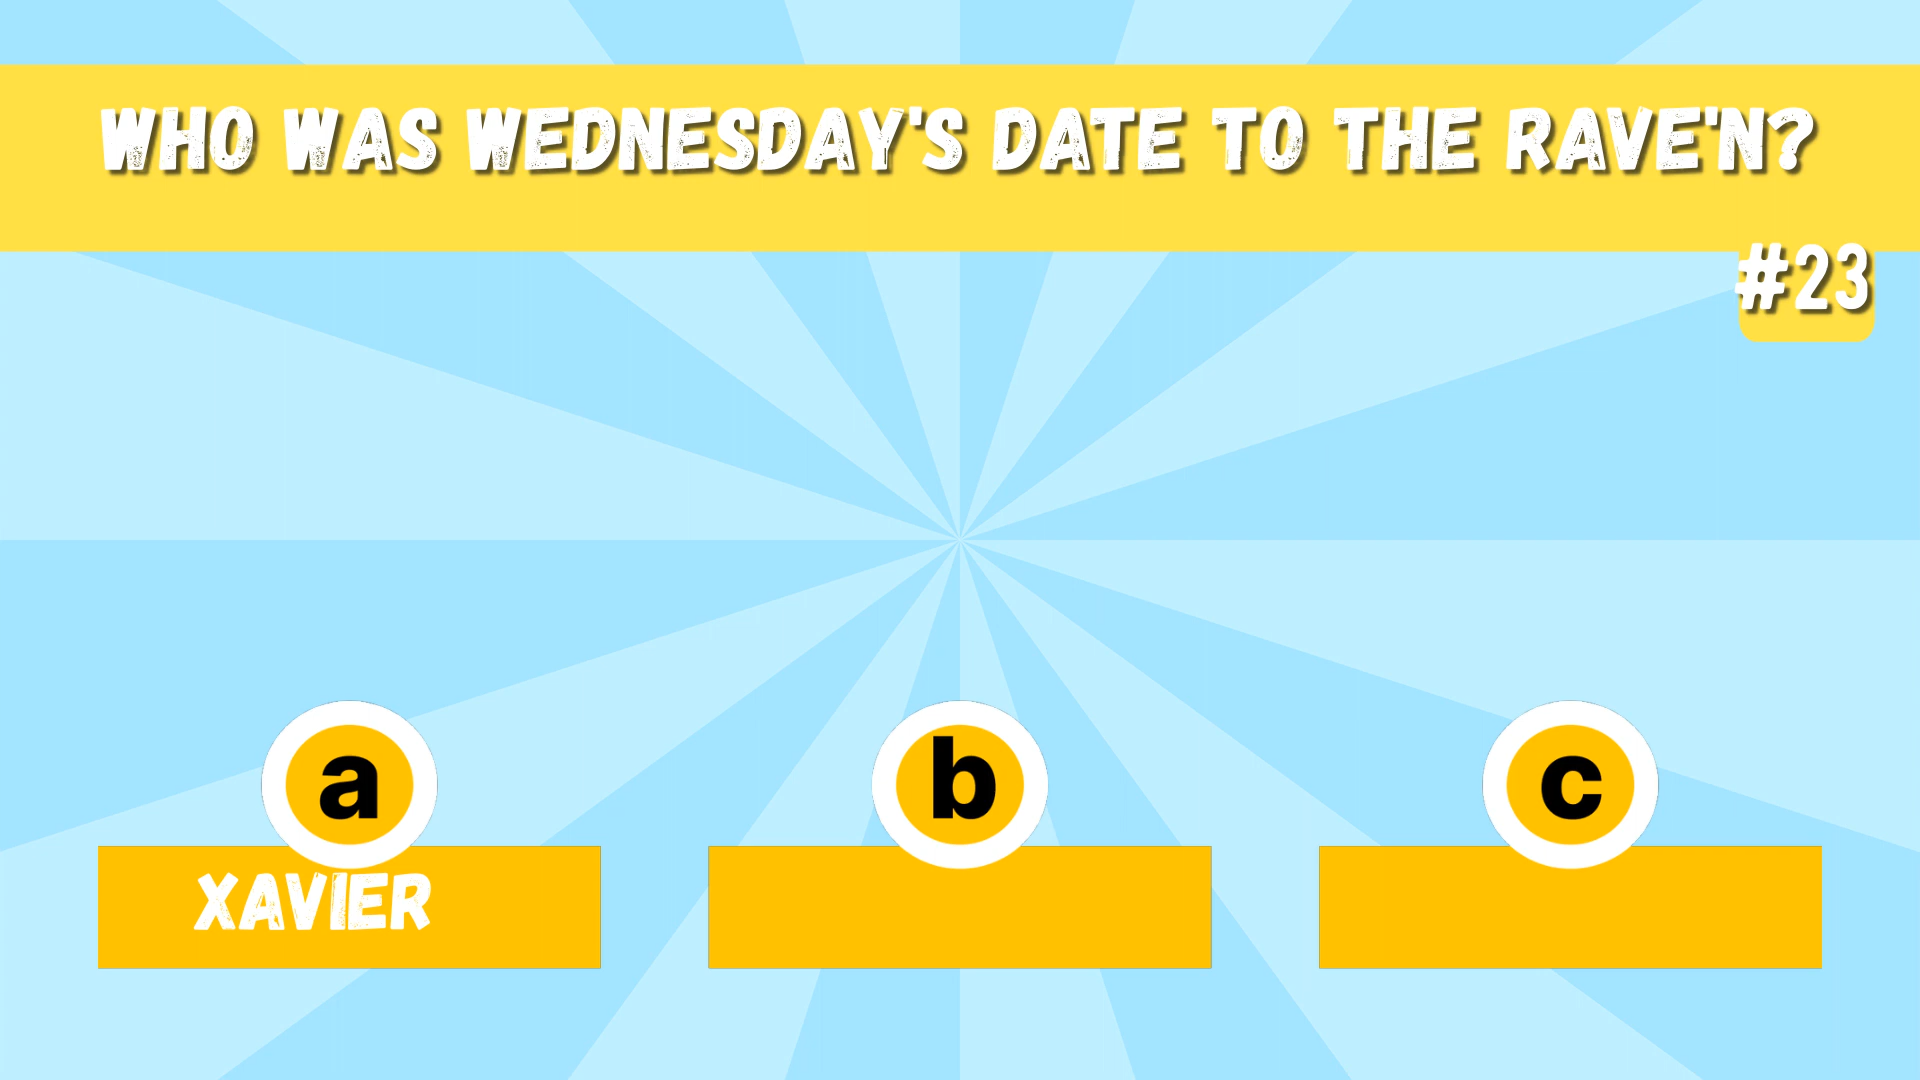 WHO WAS WEDNESDAY'S DATE TO THE RAVE'N?
#23
a
b
c
XAVIER